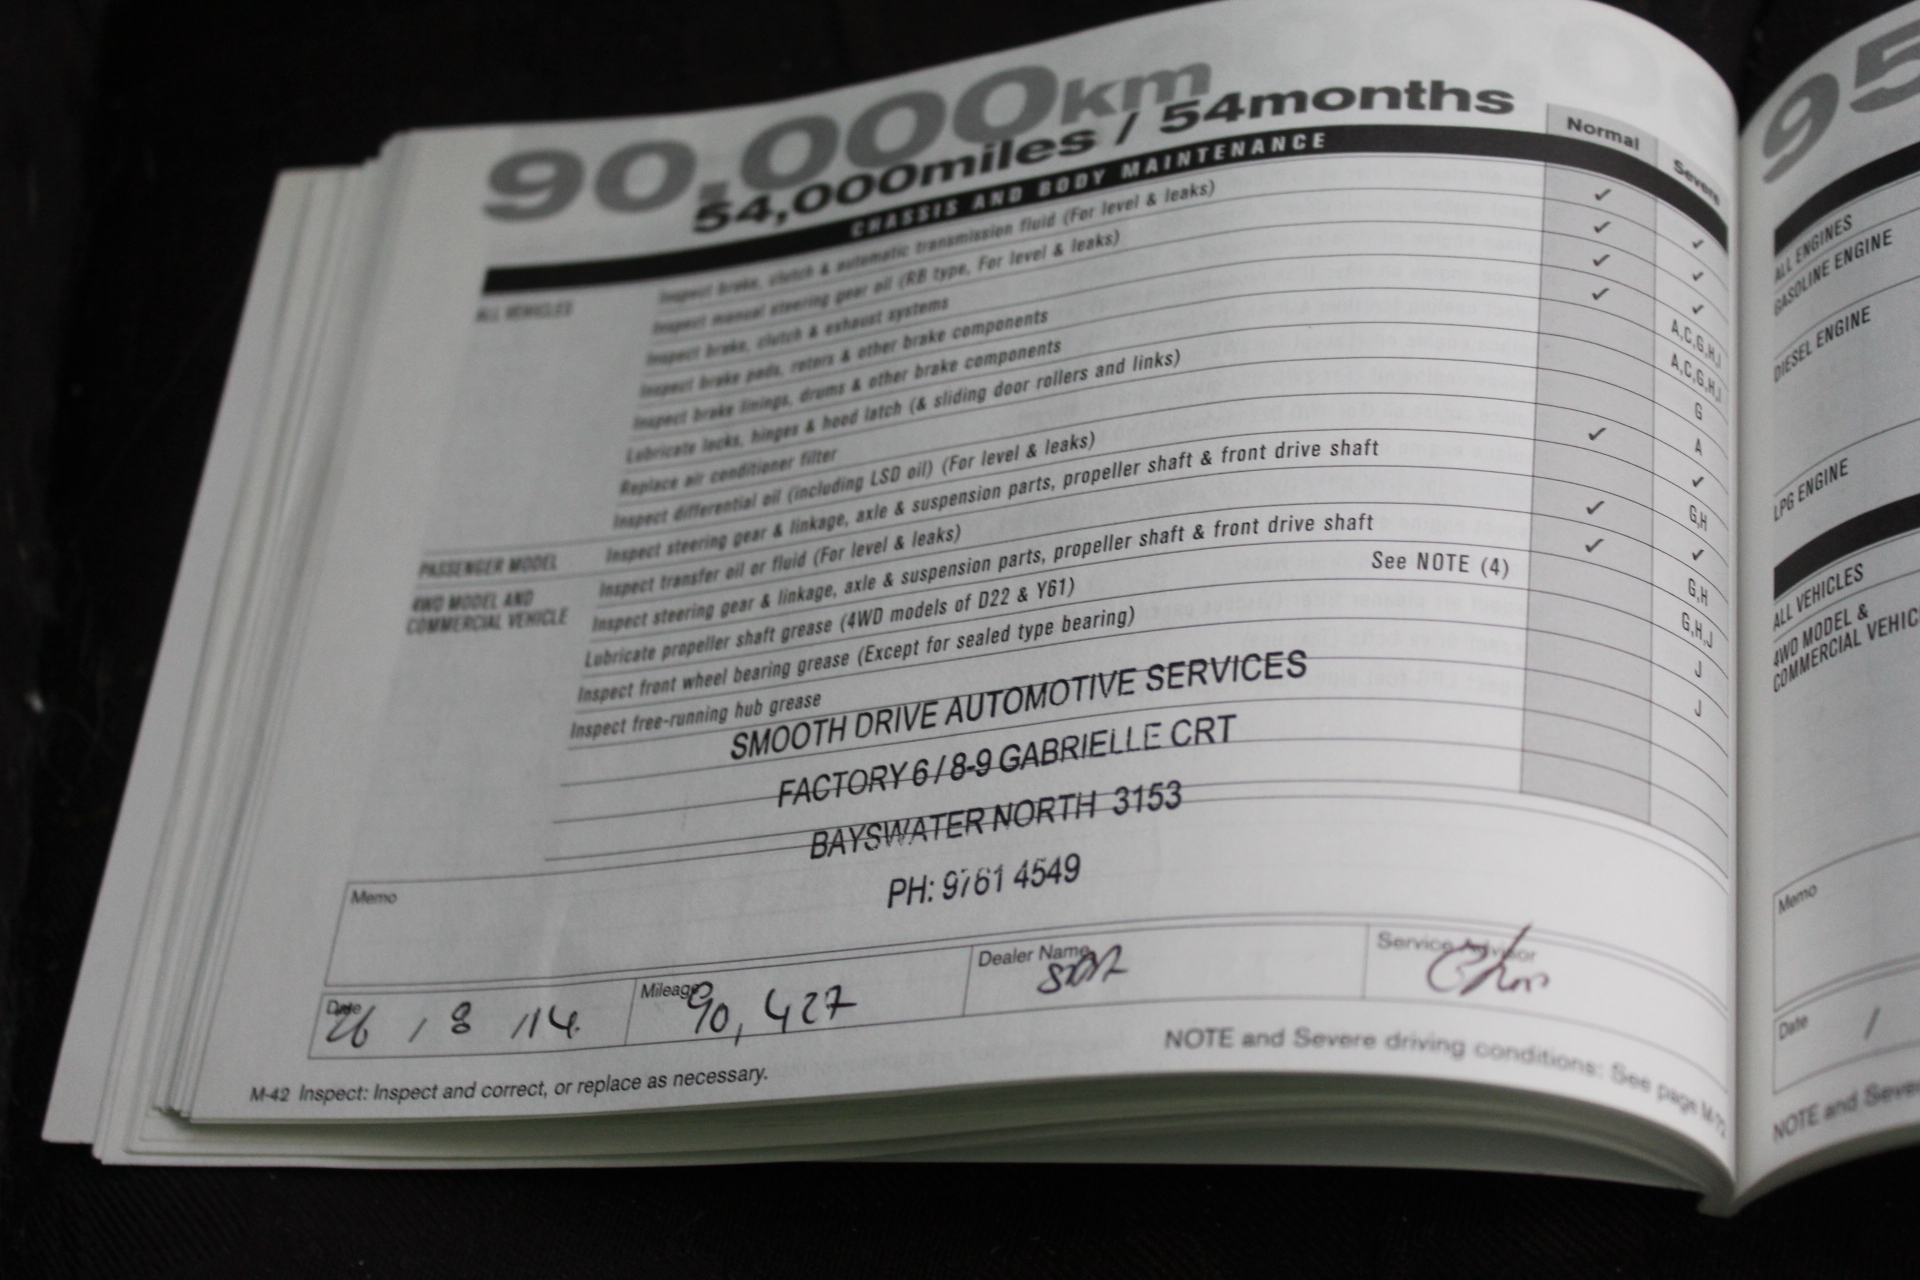 90,000km
54,000miles / 54months
CHASSIS AND BODY MAINTENANCE
Normal
Severe
ALL VEHICLES
Inspect brake, clutch & automatic transmission fluid (For level & leaks) ✓ ✓
Inspect manual steering gear oil (RB type, For level & leaks) ✓ ✓
Inspect brake, clutch & exhaust systems ✓ ✓
Inspect brake pads, rotors & other brake components ✓ A,C,G,H,I
Inspect brake linings, drums & other brake components A,C,G,H,I
Lubricate locks, hinges & hood latch (& sliding door rollers and links) G
Replace air conditioner filter A
Inspect differential oil (including LSD oil) (For level & leaks) ✓ ✓
PASSENGER MODEL
Inspect steering gear & linkage, axle & suspension parts, propeller shaft & front drive shaft G,H
4WD MODEL AND
COMMERCIAL VEHICLE
Inspect transfer oil or fluid (For level & leaks) ✓ ✓
Inspect steering gear & linkage, axle & suspension parts, propeller shaft & front drive shaft ✓ G,H
Lubricate propeller shaft grease (4WD models of D22 & Y61) See NOTE (4) G,H,J
Inspect front wheel bearing grease (Except for sealed type bearing) J
Inspect free-running hub grease J
SMOOTH DRIVE AUTOMOTIVE SERVICES
FACTORY 6 / 8-9 GABRIELLE CRT
BAYSWATER NORTH 3153
PH: 9761 4549
Memo
Date 26 / 8 /14
Mileage 90,427
Dealer Name
Service Advisor
M-42 Inspect: Inspect and correct, or replace as necessary.
NOTE and Severe driving conditions: See page M-72
95
ALL ENGINES
GASOLINE ENGINE
DIESEL ENGINE
LPG ENGINE
ALL VEHICLES
4WD MODEL &
COMMERCIAL
Memo
Date /
NOTE and